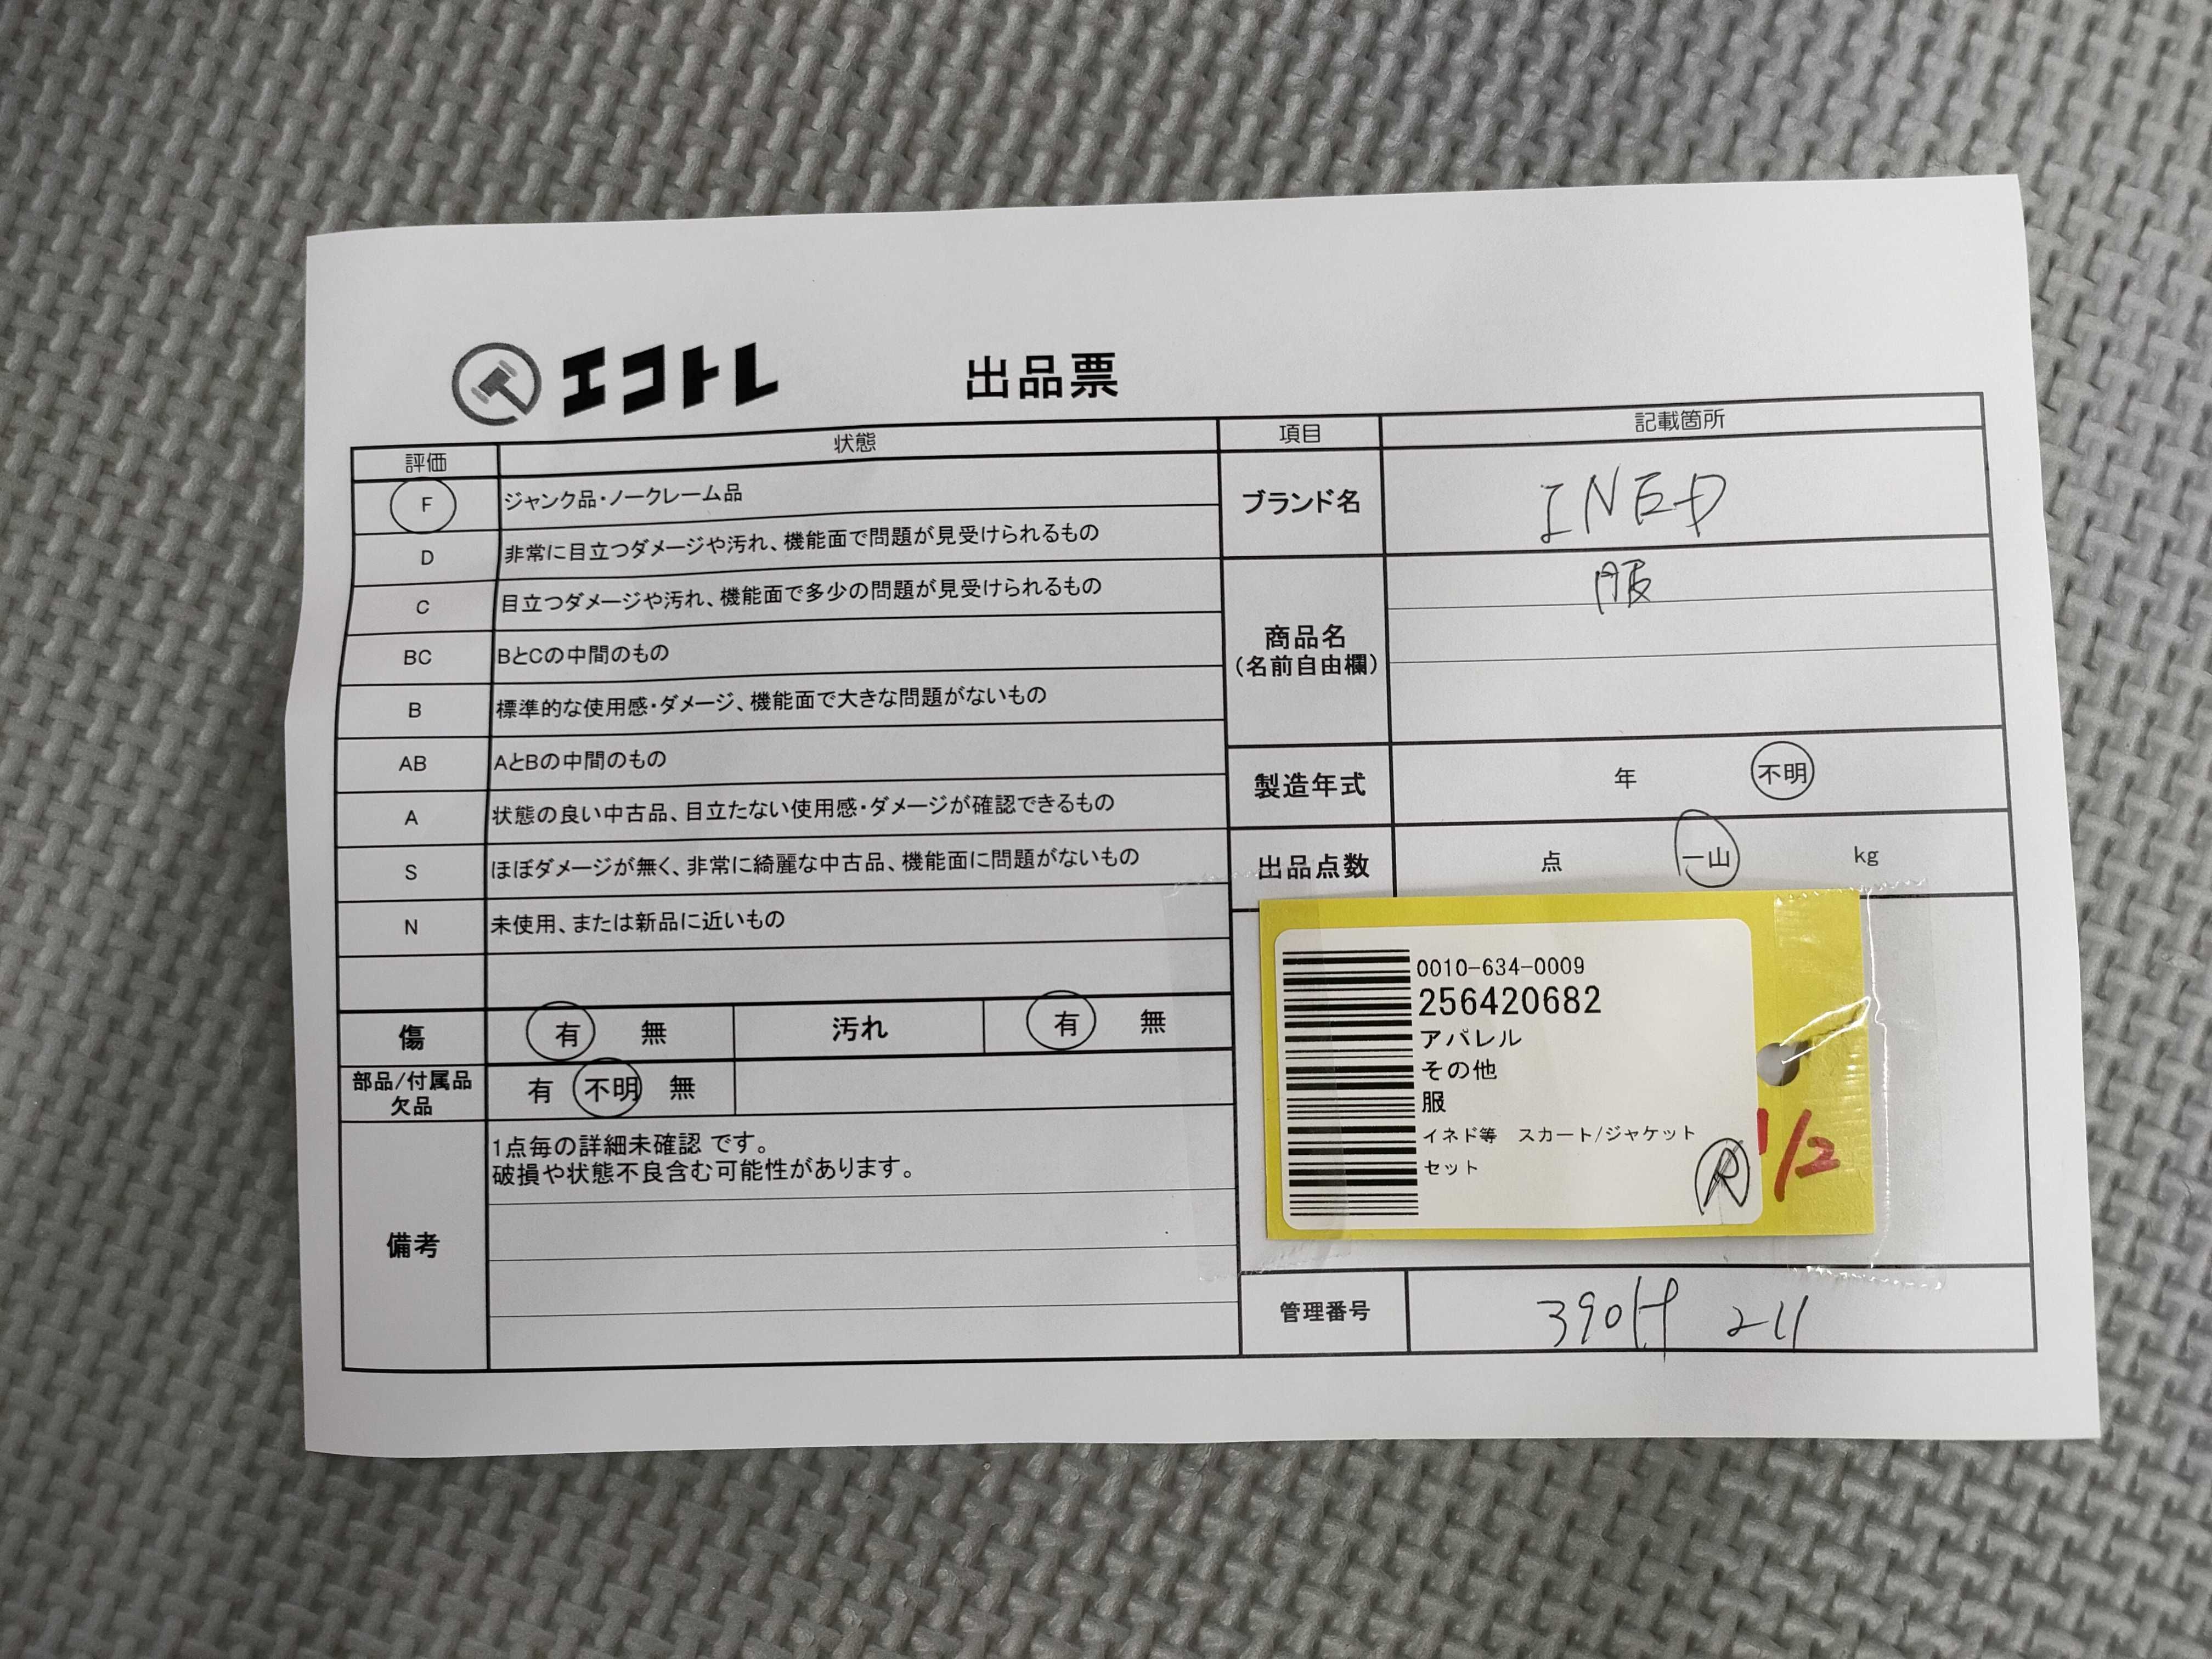 エコトレ 出品票
評価 状態
F ジャンク品・ノークレーム品
D 非常に目立つダメージや汚れ、機能面で問題が見受けられるもの
C 目立つダメージや汚れ、機能面で多少の問題が見受けられるもの
BC BとCの中間のもの
B 標準的な使用感・ダメージ、機能面で大きな問題がないもの
AB AとBの中間のもの
A 状態の良い中古品、目立たない使用感・ダメージが確認できるもの
S ほぼダメージが無く、非常に綺麗な中古品、機能面に問題がないもの
N 未使用、または新品に近いもの
傷 有 無 汚れ 有 無
部品/付属品
欠品
有 不明 無
備考
1点毎の詳細未確認 です。
破損や状態不良含む可能性があります。
項目 記載箇所
ブランド名 INED
商品名
(名前自由欄)
服
製造年式 年 不明
出品点数 点 一山 kg
0010-634-0009
256420682
アパレル
その他
服
イネド等 スカート/ジャケット
セット
R
1/2
管理番号 211